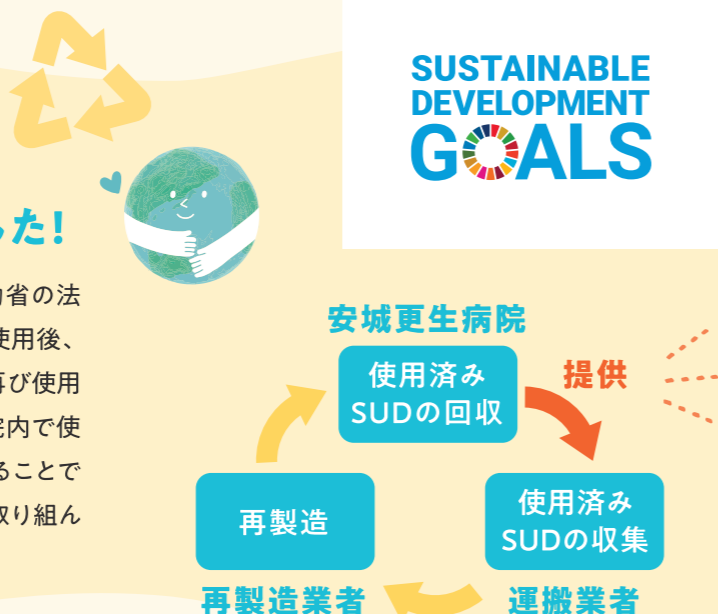 SUSTAINABLE
DEVELOPMENT
GOALS
った!
省の法
使用後、
再び使用
院内で使
ることで
取り組ん
安城更生病院
使用済み
SUDの回収
提供
使用済み
SUDの収集
運搬業者
再製造
再製造業者